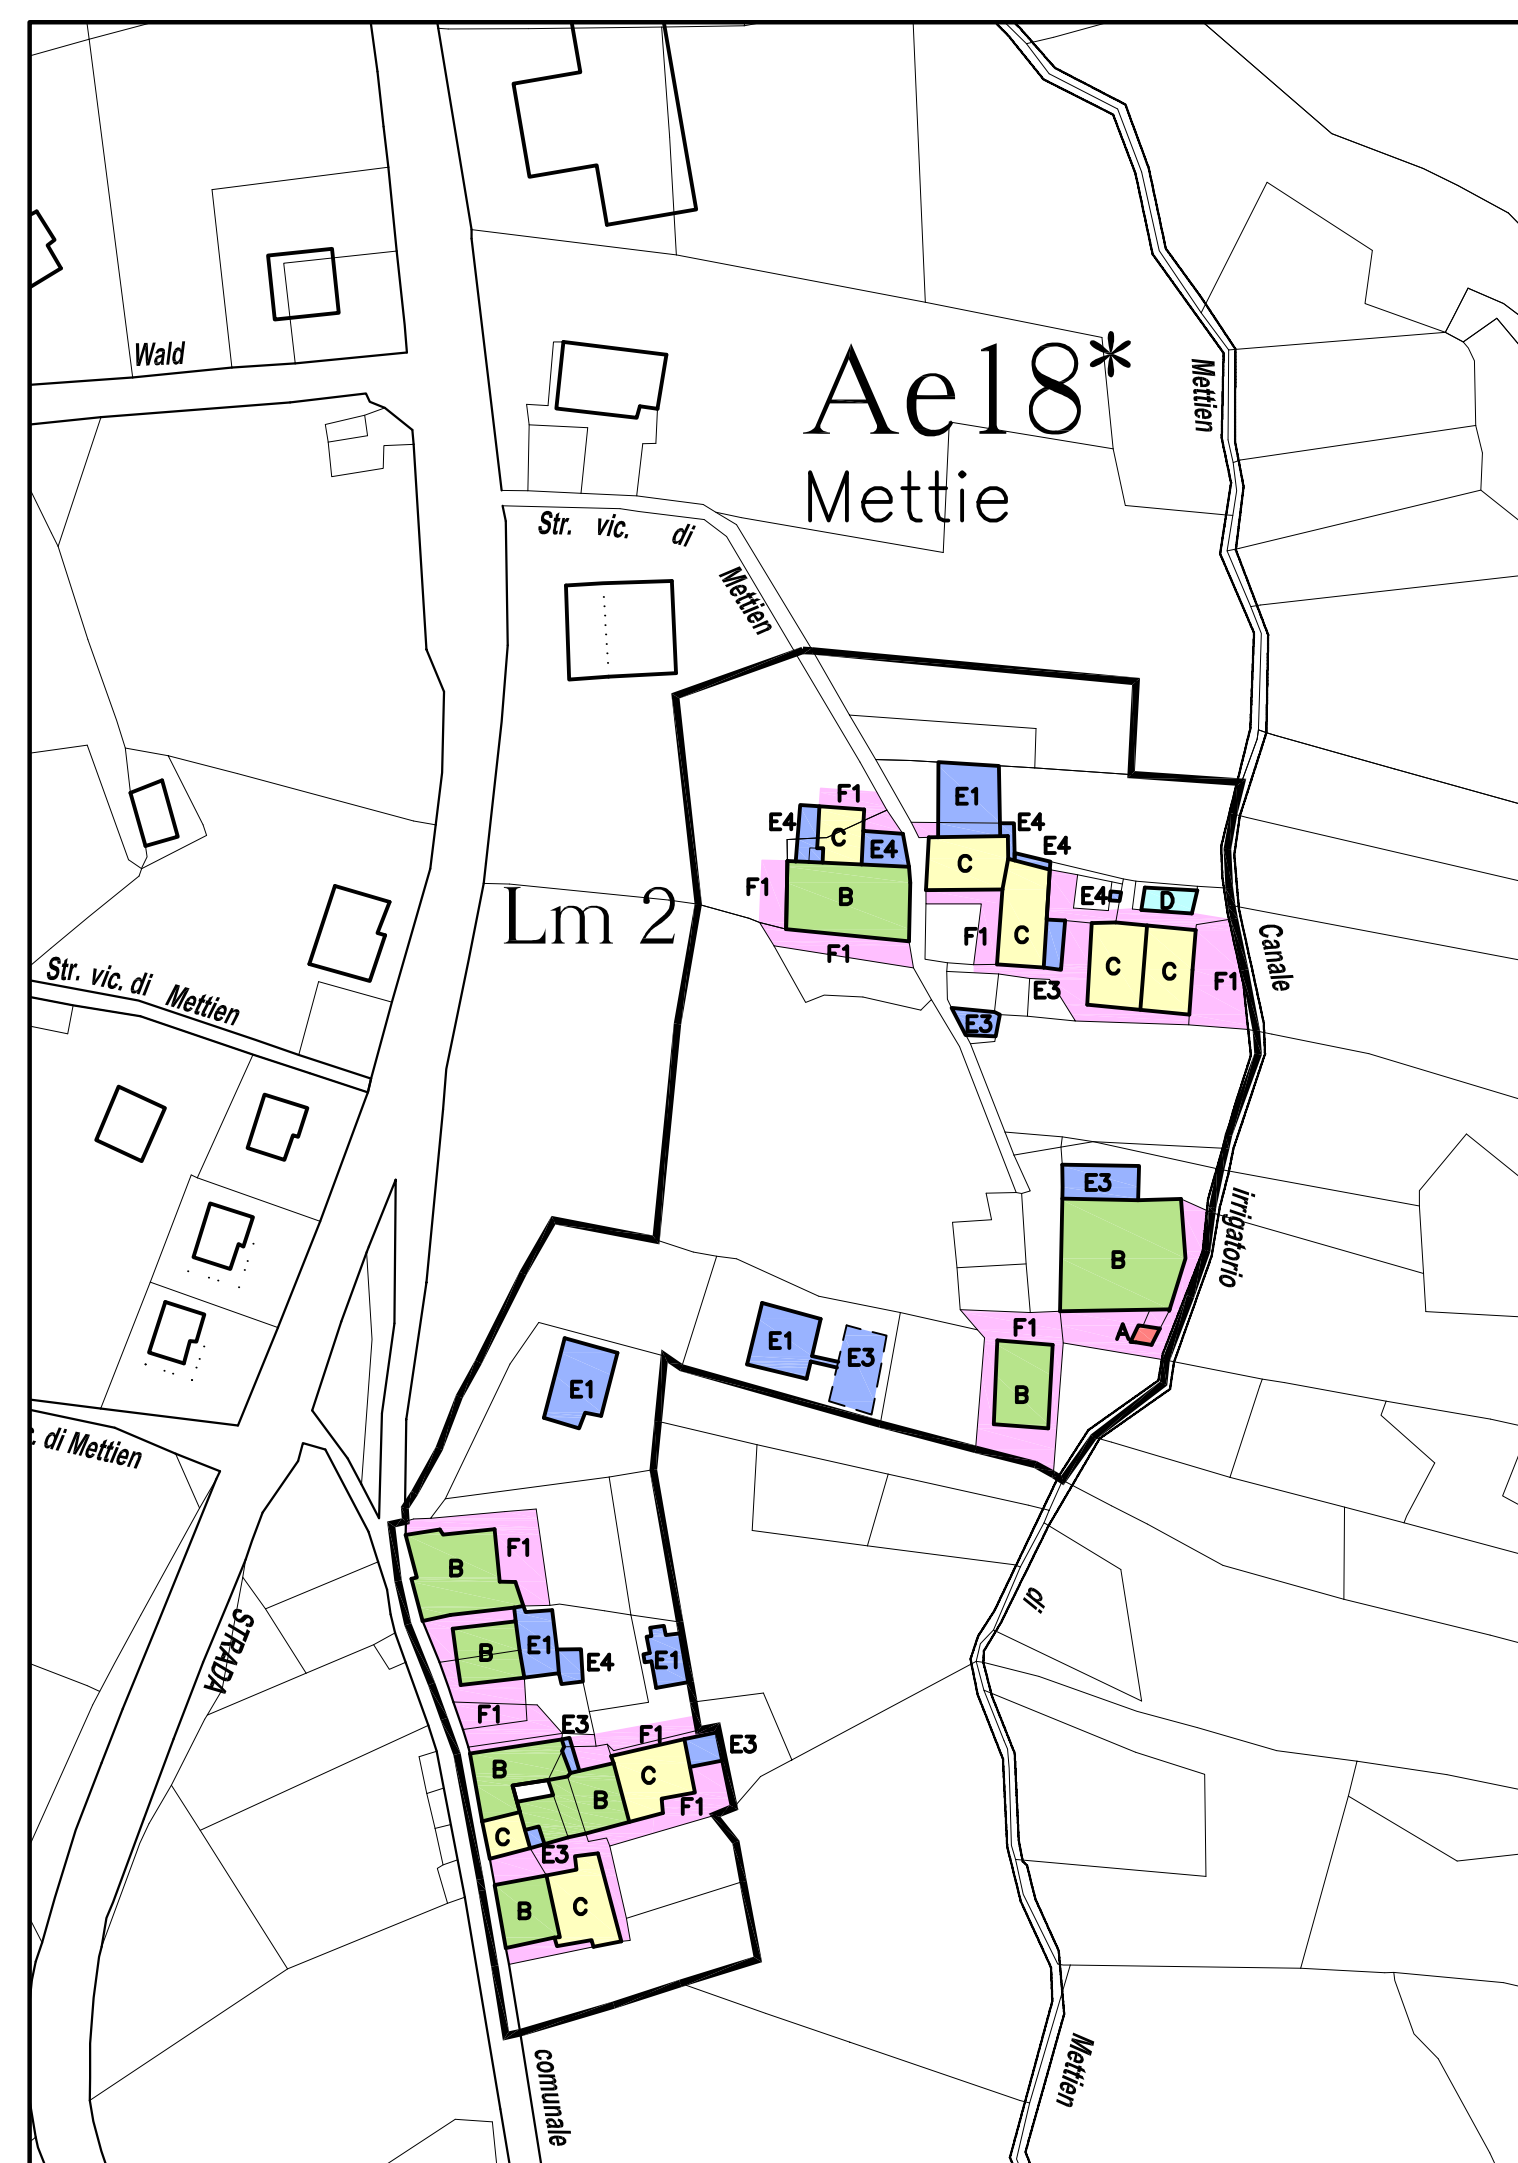 Wald
Ae18*
Mettie
Mettien
Str. vic. di
Mettien
E1
F1
E4
C
E4
E4
E4
C
F1
B
E4
D
F1
C
F1
C
C
F1
E3
E3
Canale
Lm 2
Str. vic. di Mettien
E3
B
irrigatorio
F1
A
E1
E3
E1
B
. di Mettien
F1
B
di
STRADA
B
E1
E4
E1
F1
E3
F1
E3
B
C
B
F1
C
E3
B
C
comunale
Mettien